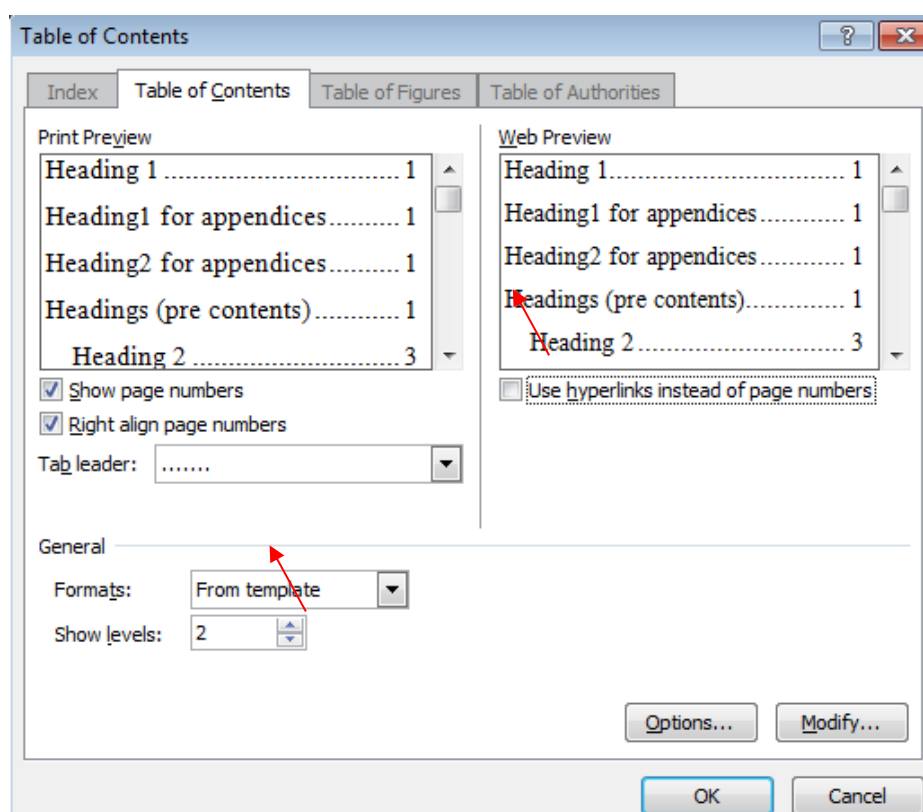 Table of Contents
Index Table of Contents Table of Figures Table of Authorities
Print Preview
Heading 1 .............................. 1
Heading1 for appendices......... 1
Heading2 for appendices......... 1
Headings (pre contents)........... 1
Heading 2 ............................. 3
Show page numbers
Right align page numbers
Tab leader: .......
Web Preview
Heading 1.............................. 1
Heading1 for appendices........... 1
Heading2 for appendices........... 1
Headings (pre contents)............. 1
Heading 2 .......................... 3
Use hyperlinks instead of page numbers
General
Formats: From template
Show levels: 2
Options... Modify...
OK Cancel